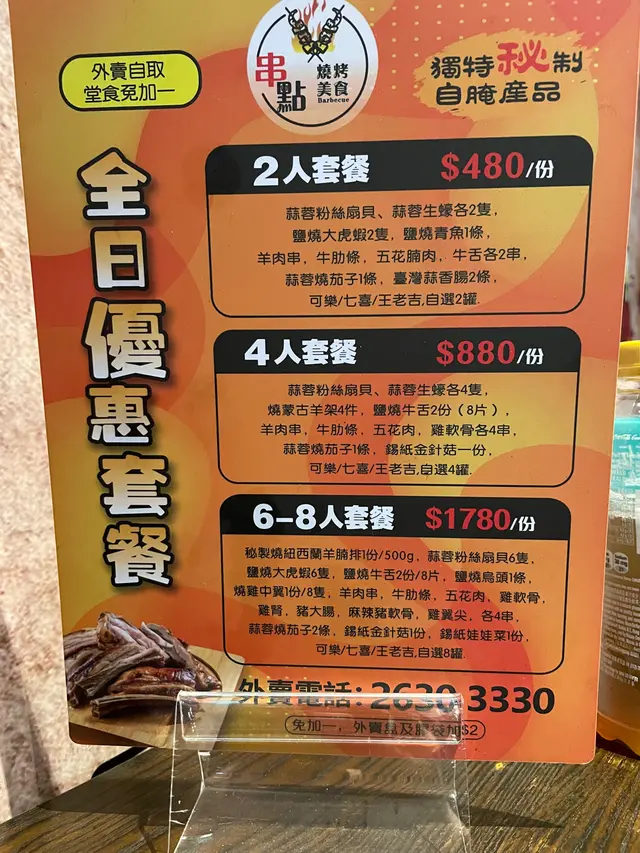 外賣自取
堂食免加一
串點
燒烤
美食
Barbecue
獨特秘制
自腌產品
全日優惠套餐
2人套餐 $480/份
蒜蓉粉絲扇貝、蒜蓉生蠔各2隻，
鹽燒大虎蝦2隻，鹽燒青魚1條，
羊肉串，牛肋條，五花腩肉，牛舌各2串，
蒜蓉燒茄子1條，臺灣蒜香腸2條，
可樂/七喜/王老吉,自選2罐.
4人套餐 $880/份
蒜蓉粉絲扇貝、蒜蓉生蠔各4隻，
燒蒙古羊架4件，鹽燒牛舌2份（8片），
羊肉串，牛肋條，五花肉，雞軟骨各4串，
蒜蓉燒茄子1條，錫紙金針菇一份，
可樂/七喜/王老吉,自選4罐.
6-8人套餐 $1780/份
秘製燒紐西蘭羊腩排1份/500g，蒜蓉粉絲扇貝6隻，
鹽燒大虎蝦6隻，鹽燒牛舌2份/8片，鹽燒烏頭1條，
燒雞中翼1份/8隻，羊肉串，牛肋條，五花肉，雞軟骨，
雞腎，豬大腸，麻辣豬軟骨，雞翼尖，各4串，
蒜蓉燒茄子2條，錫紙金針菇1份，錫紙娃娃菜1份，
可樂/七喜/王老吉,自選8罐.
外賣電話：2630 3330
免加一，外賣盒及膠袋加$2